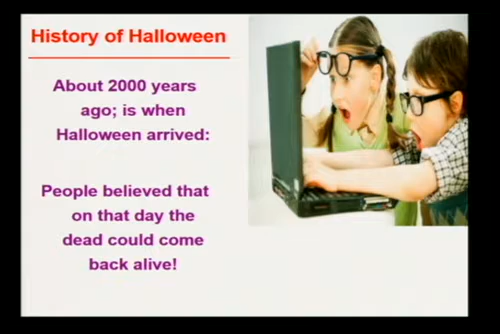 History of Halloween
About 2000 years
ago; is when
Halloween arrived:
People believed that
on that day the
dead could come
back alive!